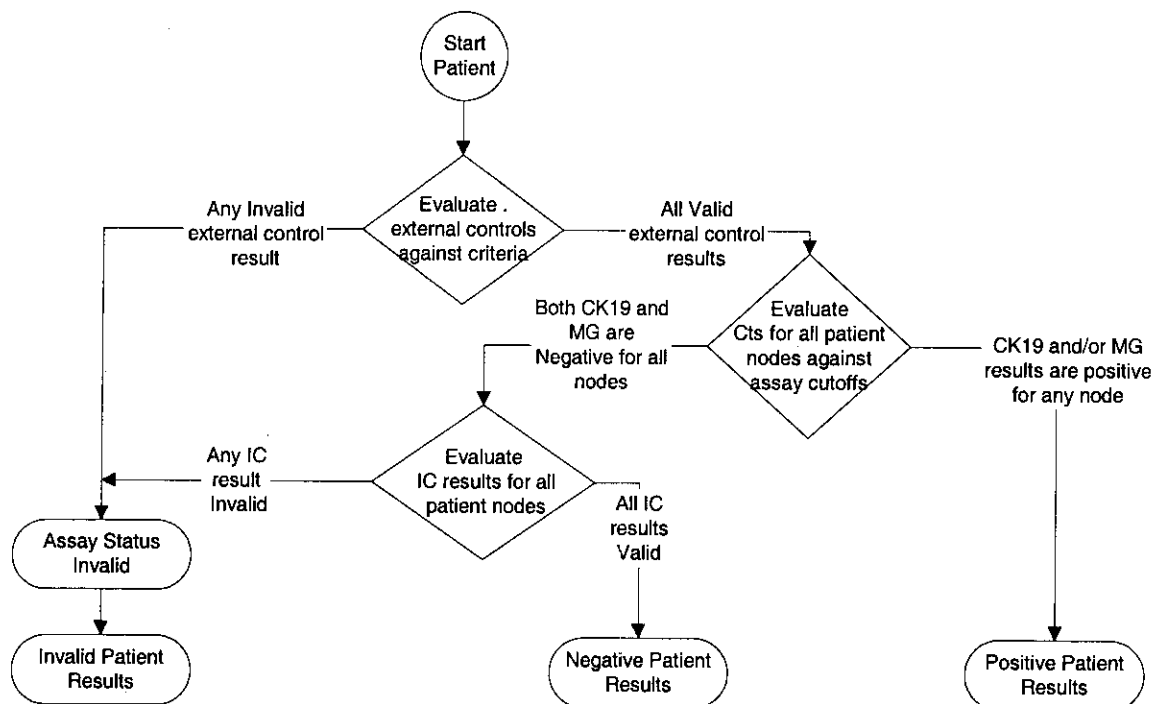 Start
Patient
Evaluate .
external controls
against criteria
Any Invalid
external control
result
All Valid
external control
results
Evaluate
Cts for all patient
nodes against
assay cutoffs
Both CK19 and
MG are
Negative for all
nodes
CK19 and/or MG
results are positive
for any node
Evaluate
IC results for all
patient nodes
Any IC
result
Invalid
All IC
results
Valid
Assay Status
Invalid
Invalid Patient
Results
Negative Patient
Results
Positive Patient
Results